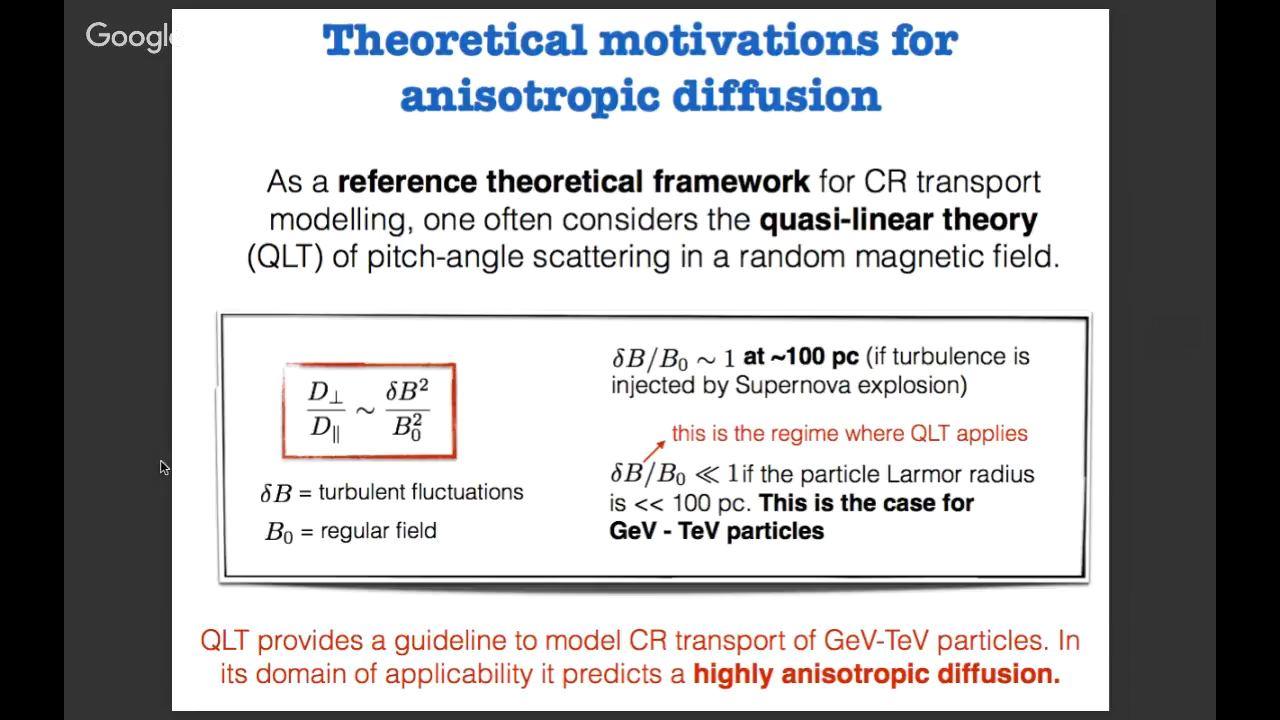 Google
Theoretical motivations for
anisotropic diffusion
As a reference theoretical framework for CR transport
modelling, one often considers the quasi-linear theory
(QLT) of pitch-angle scattering in a random magnetic field.
D⊥/D∥ ∼ δB²/B₀²
δB = turbulent fluctuations
B₀ = regular field
δB/B₀ ∼ 1 at ~100 pc (if turbulence is
injected by Supernova explosion)
this is the regime where QLT applies
δB/B₀ ≪ 1 if the particle Larmor radius
is << 100 pc. This is the case for
GeV - TeV particles
QLT provides a guideline to model CR transport of GeV-TeV particles. In
its domain of applicability it predicts a highly anisotropic diffusion.